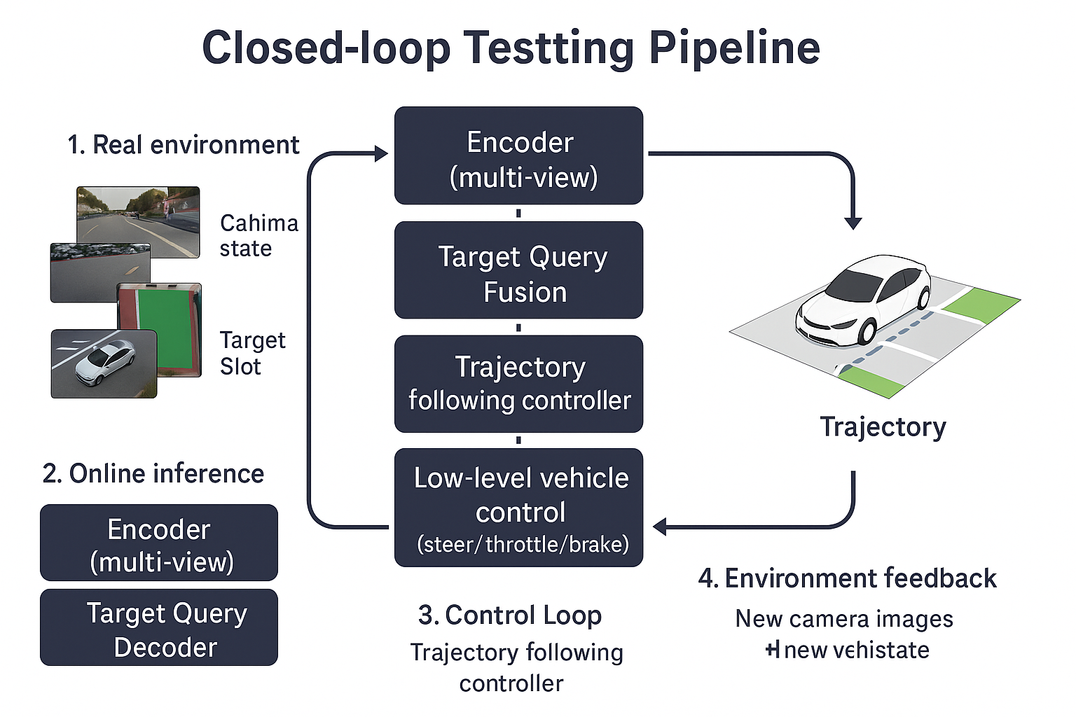 Closed-loop Testting Pipeline
1. Real environment
Cahima
state
Target
Slot
2. Online inference
Encoder
(multi-view)
Target Query
Decoder
Encoder
(multi-view)
Target Query
Fusion
Trajectory
following controller
Low-level vehicle
control
(steer/throttle/brake)
3. Control Loop
Trajectory following
controller
Trajectory
4. Environment feedback
New camera images
+ new vehistate